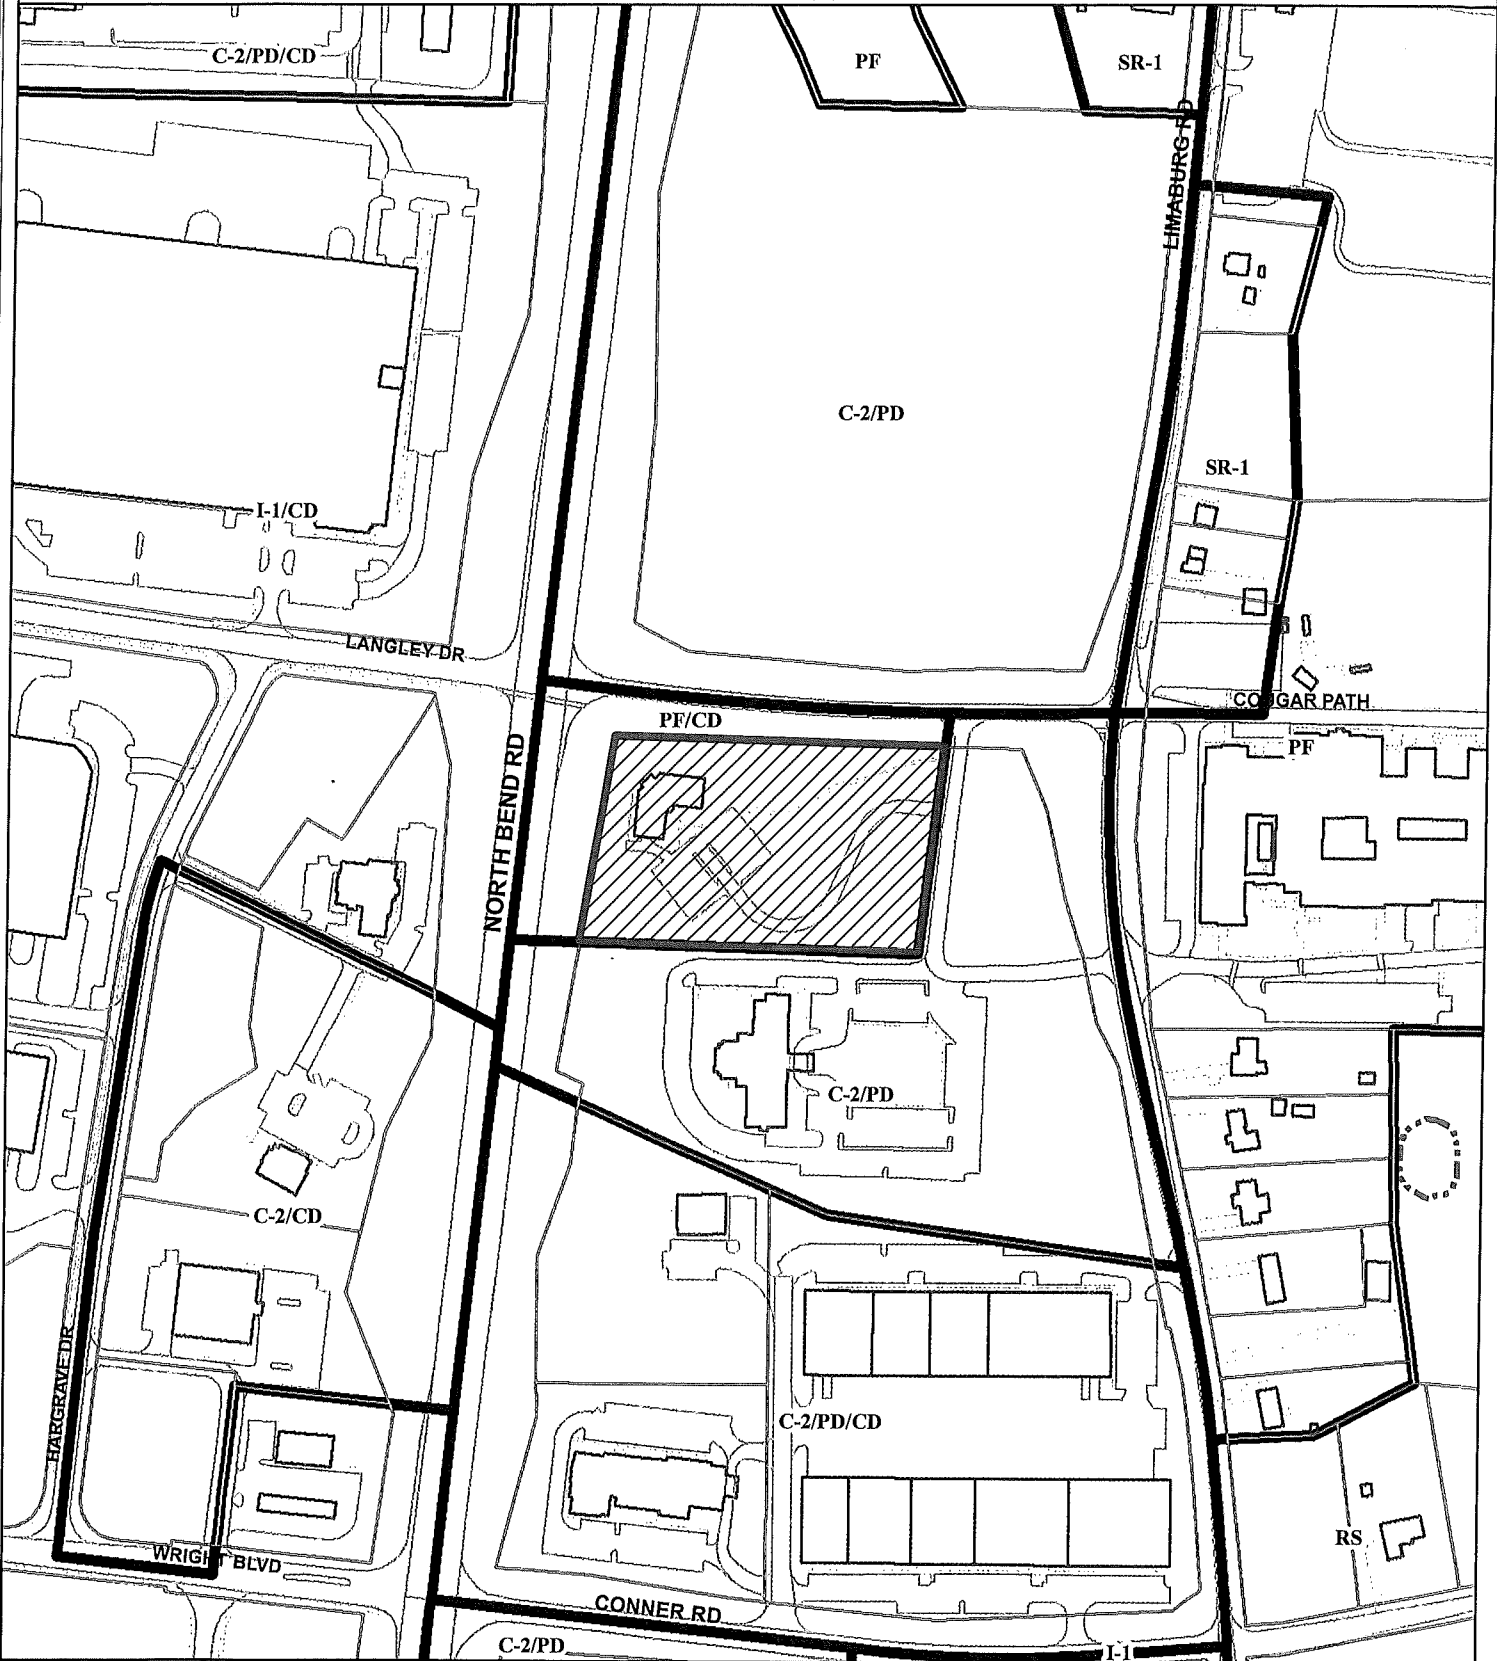 C-2/PD/CD
PF
SR-1
LIMABURG RD
C-2/PD
SR-1
I-1/CD
LANGLEY DR
COUGAR PATH
PF/CD
PF
NORTH BEND RD
C-2/PD
C-2/CD
HARGRAVE DR
C-2/PD/CD
RS
WRIGHT BLVD
CONNER RD
C-2/PD
I-1